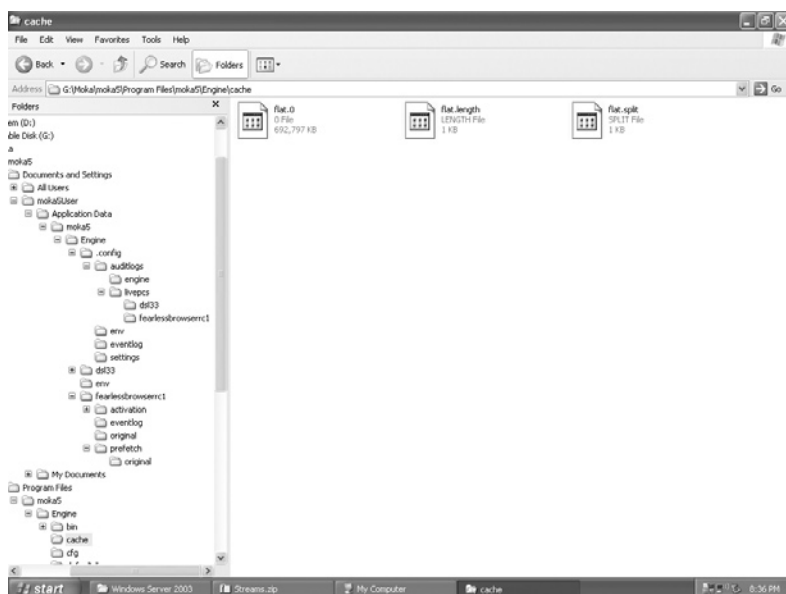 cache
File Edit View Favorites Tools Help
Back Search Folders
Address G:\Moka\moka5\Program Files\moka5\Engine\cache Go
Folders
em (D:)
ble Disk (G:)
a
moka5
Documents and Settings
All Users
moka5User
Application Data
moka5
Engine
.config
auditlogs
engine
livepcs
dsl33
fearlessbrowserrc1
env
eventlog
settings
dsl33
env
fearlessbrowserrc1
activation
eventlog
original
prefetch
original
My Documents
Program Files
moka5
Engine
bin
cache
cfg
flat.0
0 File
692,797 KB
flat.length
LENGTH File
1 KB
flat.split
SPLIT File
1 KB
start Windows Server 2003 Streams.zip My Computer cache 8:36 PM